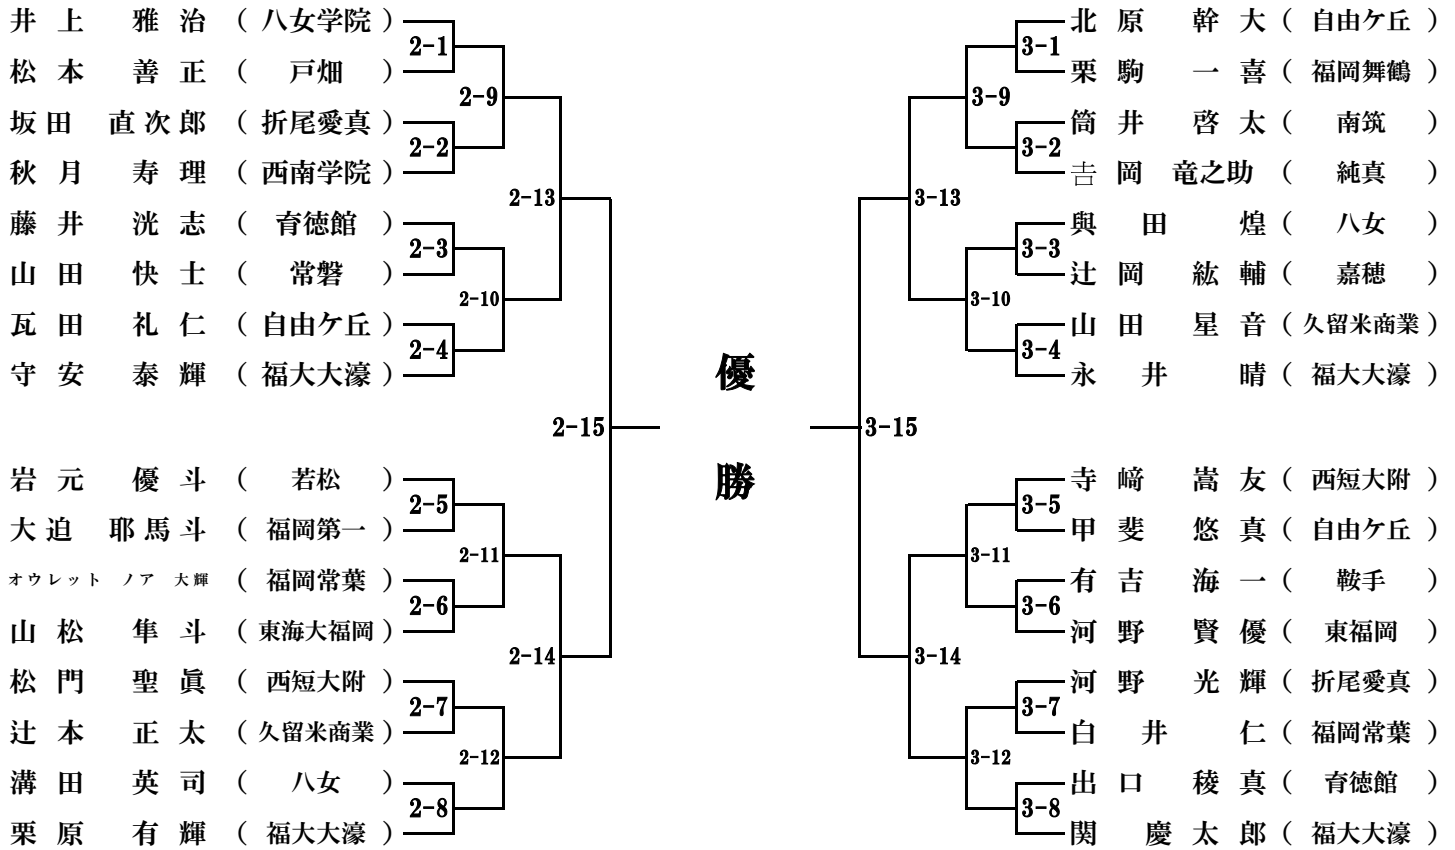 井上 雅治 (八女学院)
2-1
松本 善正 (戸畑)
2-9
坂田 直次郎 (折尾愛真)
2-2
秋月 寿理 (西南学院)
2-13
藤井 洸志 (育徳館)
2-3
山田 快士 (常磐)
2-10
瓦田 礼仁 (自由ケ丘)
2-4
守安 泰輝 (福大大濠)
2-15
岩元 優斗 (若松)
2-5
大迫 耶馬斗 (福岡第一)
2-11
オウレット ノア 大輝 (福岡常葉)
2-6
山松 隼斗 (東海大福岡)
2-14
松門 聖眞 (西短大附)
2-7
辻本 正太 (久留米商業)
2-12
溝田 英司 (八女)
2-8
栗原 有輝 (福大大濠)
優
勝
北原 幹大 (自由ケ丘)
3-1
栗駒 一喜 (福岡舞鶴)
3-9
筒井 啓太 (南筑)
3-2
𠮷岡 竜之助 (純真)
3-13
與田 煌 (八女)
3-3
辻岡 紘輔 (嘉穂)
3-10
山田 星音 (久留米商業)
3-4
永井 晴 (福大大濠)
3-15
寺﨑 嵩友 (西短大附)
3-5
甲斐 悠真 (自由ケ丘)
3-11
有吉 海一 (鞍手)
3-6
河野 賢優 (東福岡)
3-14
河野 光輝 (折尾愛真)
3-7
白井 仁 (福岡常葉)
3-12
出口 稜真 (育徳館)
3-8
関 慶太郎 (福大大濠)